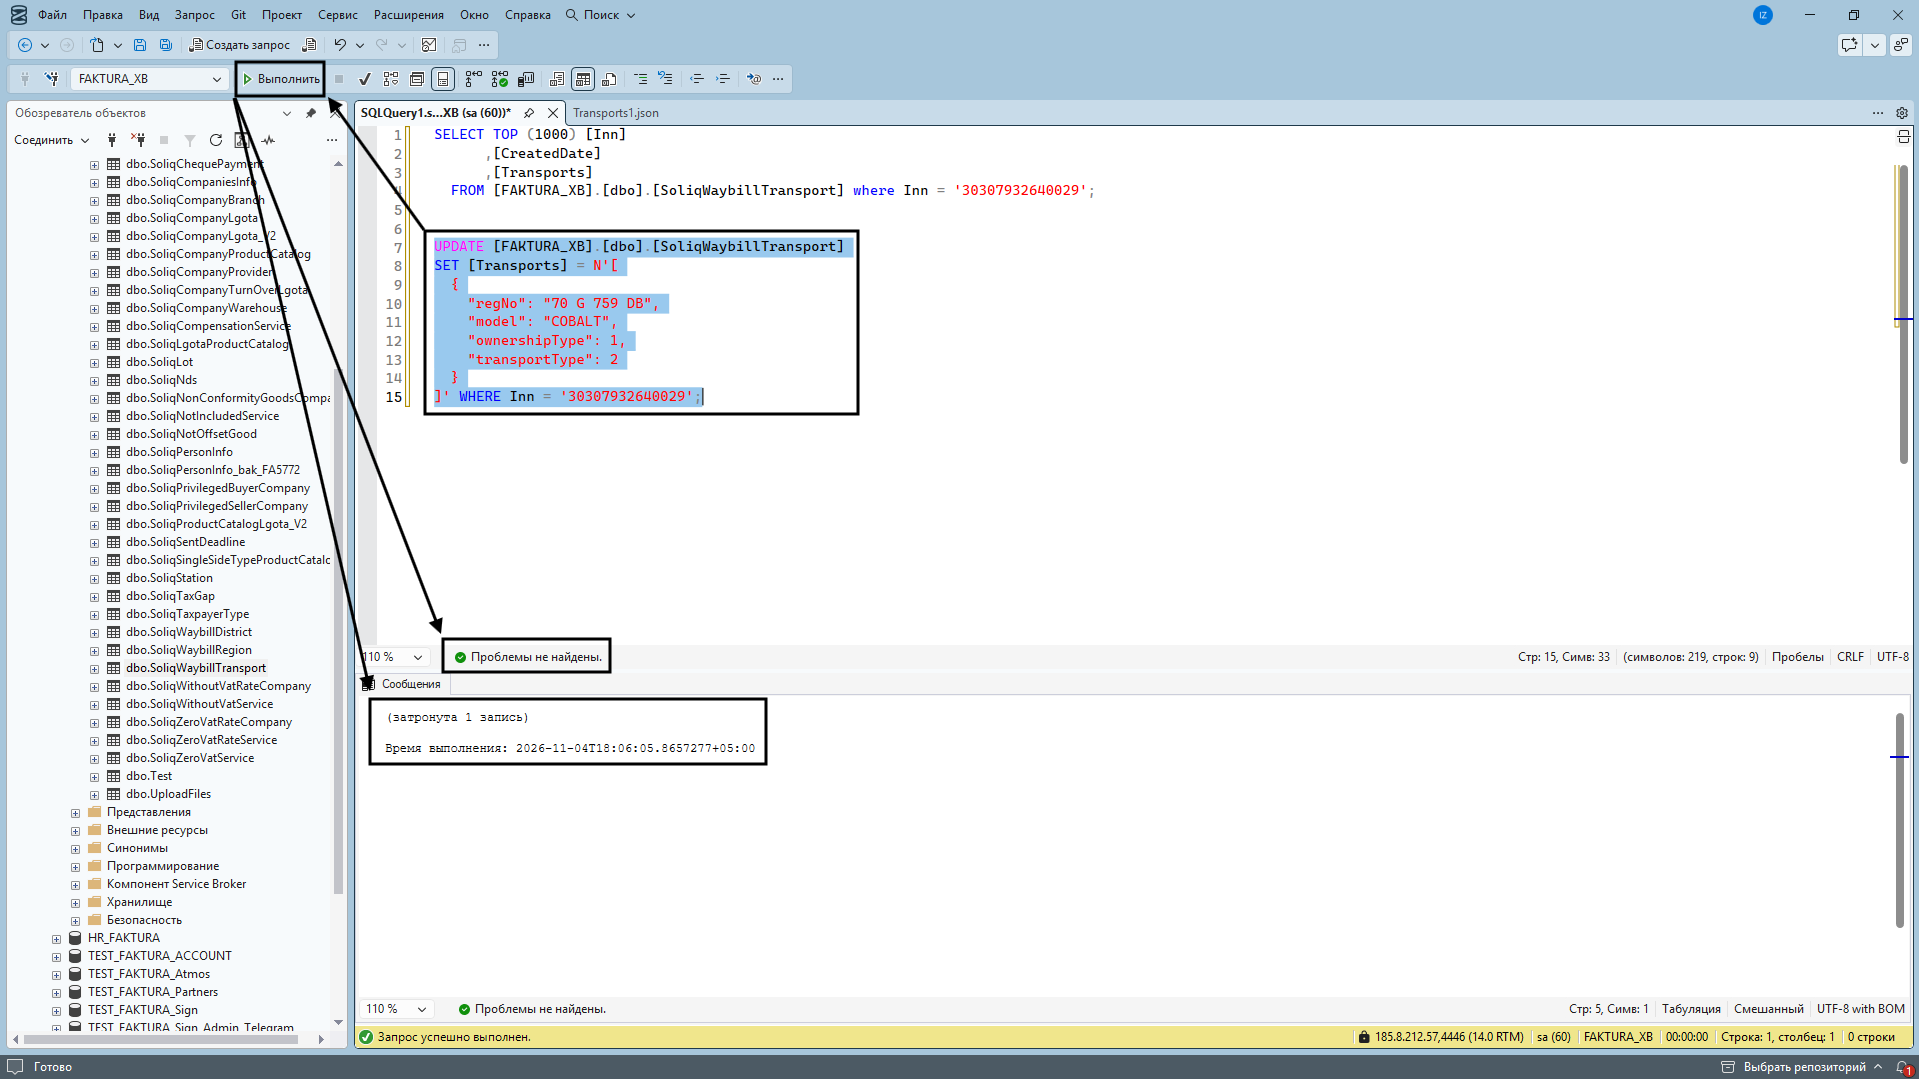 Файл Правка Вид Запрос Git Проект Сервис Расширения Окно Справка Поиск IZ
Создать запрос
FAKTURA_XB Выполнить
Обозреватель объектов
Соединить
dbo.SoliqChequePayment
dbo.SoliqCompaniesInfo
dbo.SoliqCompanyBranch
dbo.SoliqCompanyLgota
dbo.SoliqCompanyLgota_V2
dbo.SoliqCompanyProductCatalog
dbo.SoliqCompanyProvider
dbo.SoliqCompanyTurnOverLgota
dbo.SoliqCompanyWarehouse
dbo.SoliqCompensationService
dbo.SoliqLgotaProductCatalog
dbo.SoliqLot
dbo.SoliqNds
dbo.SoliqNonConformityGoodsCompa
dbo.SoliqNotIncludedService
dbo.SoliqNotOffsetGood
dbo.SoliqPersonInfo
dbo.SoliqPersonInfo_bak_FA5772
dbo.SoliqPrivilegedBuyerCompany
dbo.SoliqPrivilegedSellerCompany
dbo.SoliqProductCatalogLgota_V2
dbo.SoliqSentDeadline
dbo.SoliqSingleSideTypeProductCatalc
dbo.SoliqStation
dbo.SoliqTaxGap
dbo.SoliqTaxpayerType
dbo.SoliqWaybillDistrict
dbo.SoliqWaybillRegion
dbo.SoliqWaybillTransport
dbo.SoliqWithoutVatRateCompany
dbo.SoliqWithoutVatService
dbo.SoliqZeroVatRateCompany
dbo.SoliqZeroVatRateService
dbo.SoliqZeroVatService
dbo.Test
dbo.UploadFiles
Представления
Внешние ресурсы
Синонимы
Программирование
Компонент Service Broker
Хранилище
Безопасность
HR_FAKTURA
TEST_FAKTURA_ACCOUNT
TEST_FAKTURA_Atmos
TEST_FAKTURA_Partners
TEST_FAKTURA_Sign
TEST_FAKTURA_Sign_Admin_Telegram
SQLQuery1.s...XB (sa (60))* Transports1.json
1 SELECT TOP (1000) [Inn]
2 ,[CreatedDate]
3 ,[Transports]
4 FROM [FAKTURA_XB].[dbo].[SoliqWaybillTransport] where Inn = '30307932640029';
5
6
7 UPDATE [FAKTURA_XB].[dbo].[SoliqWaybillTransport]
8 SET [Transports] = N'[
9 {
10 "regNo": "70 G 759 DB",
11 "model": "COBALT",
12 "ownershipType": 1,
13 "transportType": 2
14 }
15 ]' WHERE Inn = '30307932640029';
110 % Проблемы не найдены. Стр: 15, Симв: 33 (символов: 219, строк: 9) Пробелы CRLF UTF-8
Сообщения
(затронута 1 запись)
Время выполнения: 2026-11-04T18:06:05.8657277+05:00
110 % Проблемы не найдены. Стр: 5, Симв: 1 Табуляция Смешанный UTF-8 with BOM
Запрос успешно выполнен. 185.8.212.57,4446 (14.0 RTM) sa (60) FAKTURA_XB 00:00:00 Строка: 1, столбец: 1 0 строки
Готово Выбрать репозиторий 1